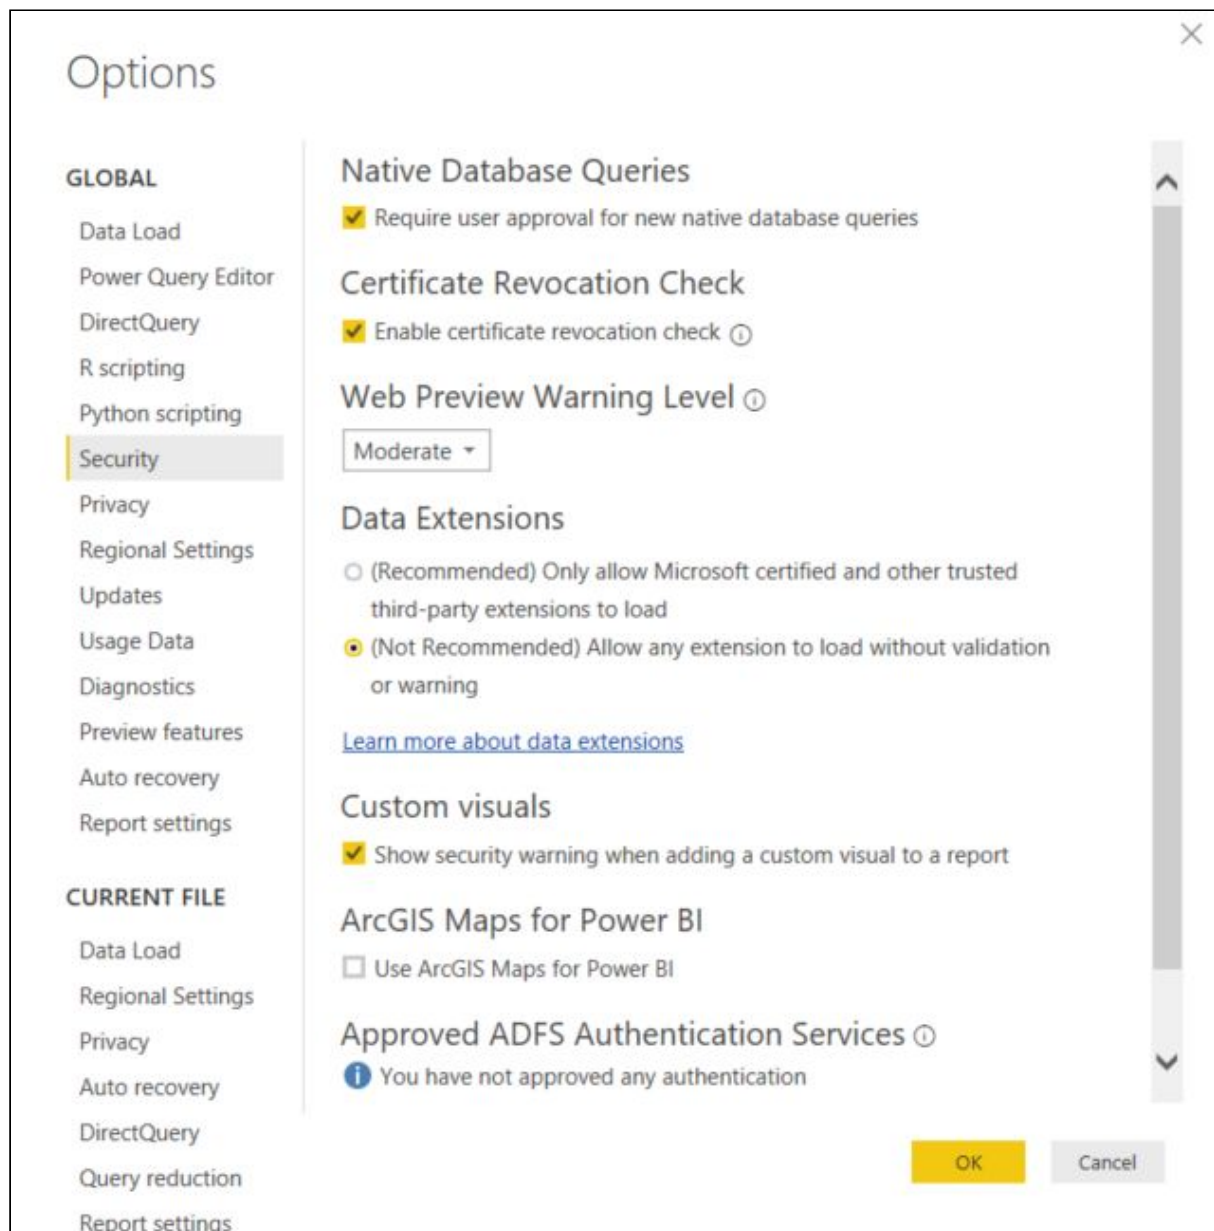 Options
GLOBAL
Data Load
Power Query Editor
DirectQuery
R scripting
Python scripting
Security
Privacy
Regional Settings
Updates
Usage Data
Diagnostics
Preview features
Auto recovery
Report settings
CURRENT FILE
Data Load
Regional Settings
Privacy
Auto recovery
DirectQuery
Query reduction
Report settings
Native Database Queries
Require user approval for new native database queries
Certificate Revocation Check
Enable certificate revocation check
Web Preview Warning Level
Moderate
Data Extensions
(Recommended) Only allow Microsoft certified and other trusted
third-party extensions to load
(Not Recommended) Allow any extension to load without validation
or warning
Learn more about data extensions
Custom visuals
Show security warning when adding a custom visual to a report
ArcGIS Maps for Power BI
Use ArcGIS Maps for Power BI
Approved ADFS Authentication Services
You have not approved any authentication
OK
Cancel